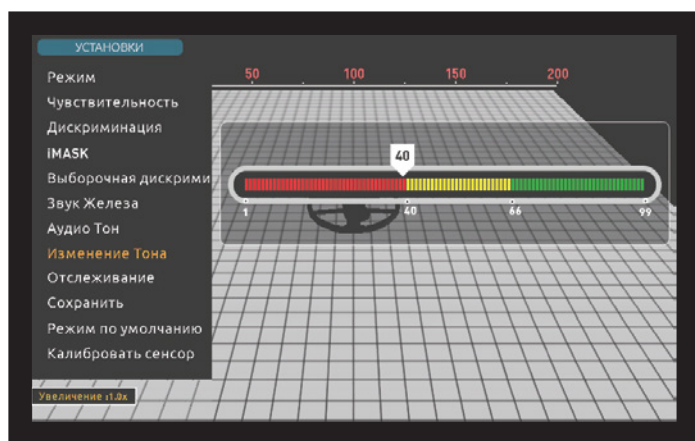 УСТАНОВКИ
Режим
Чувствительность
Дискриминация
iMASK
Выборочная дискрими
Звук Железа
Аудио Тон
Изменение Тона
Отслеживание
Сохранить
Режим по умолчанию
Калибровать сенсор
Увеличение :1.0x
50 100 150 200
40
1 40 66 99